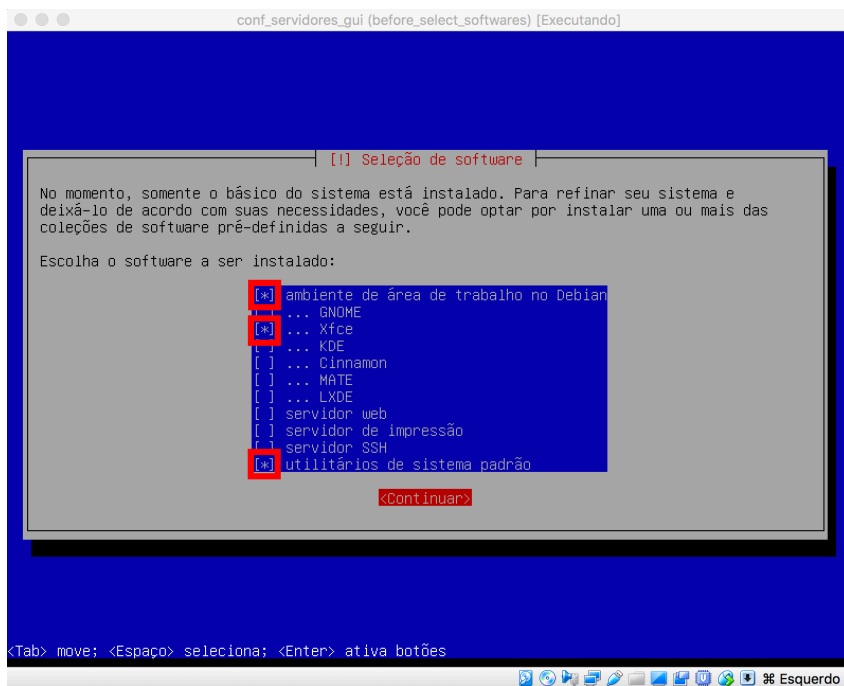 conf_servidores_gui (before_select_softwares) [Executando]
[!] Seleção de software
No momento, somente o básico do sistema está instalado. Para refinar seu sistema e
deixá-lo de acordo com suas necessidades, você pode optar por instalar uma ou mais das
coleções de software pré-definidas a seguir.
Escolha o software a ser instalado:
[*] ambiente de área de trabalho no Debian
[ ] ... GNOME
[*] ... Xfce
[ ] ... KDE
[ ] ... Cinnamon
[ ] ... MATE
[ ] ... LXDE
[ ] servidor web
[ ] servidor de impressão
[ ] servidor SSH
[*] utilitários de sistema padrão
<Continuar>
<Tab> move; <Espaço> seleciona; <Enter> ativa botões
⌘ Esquerdo